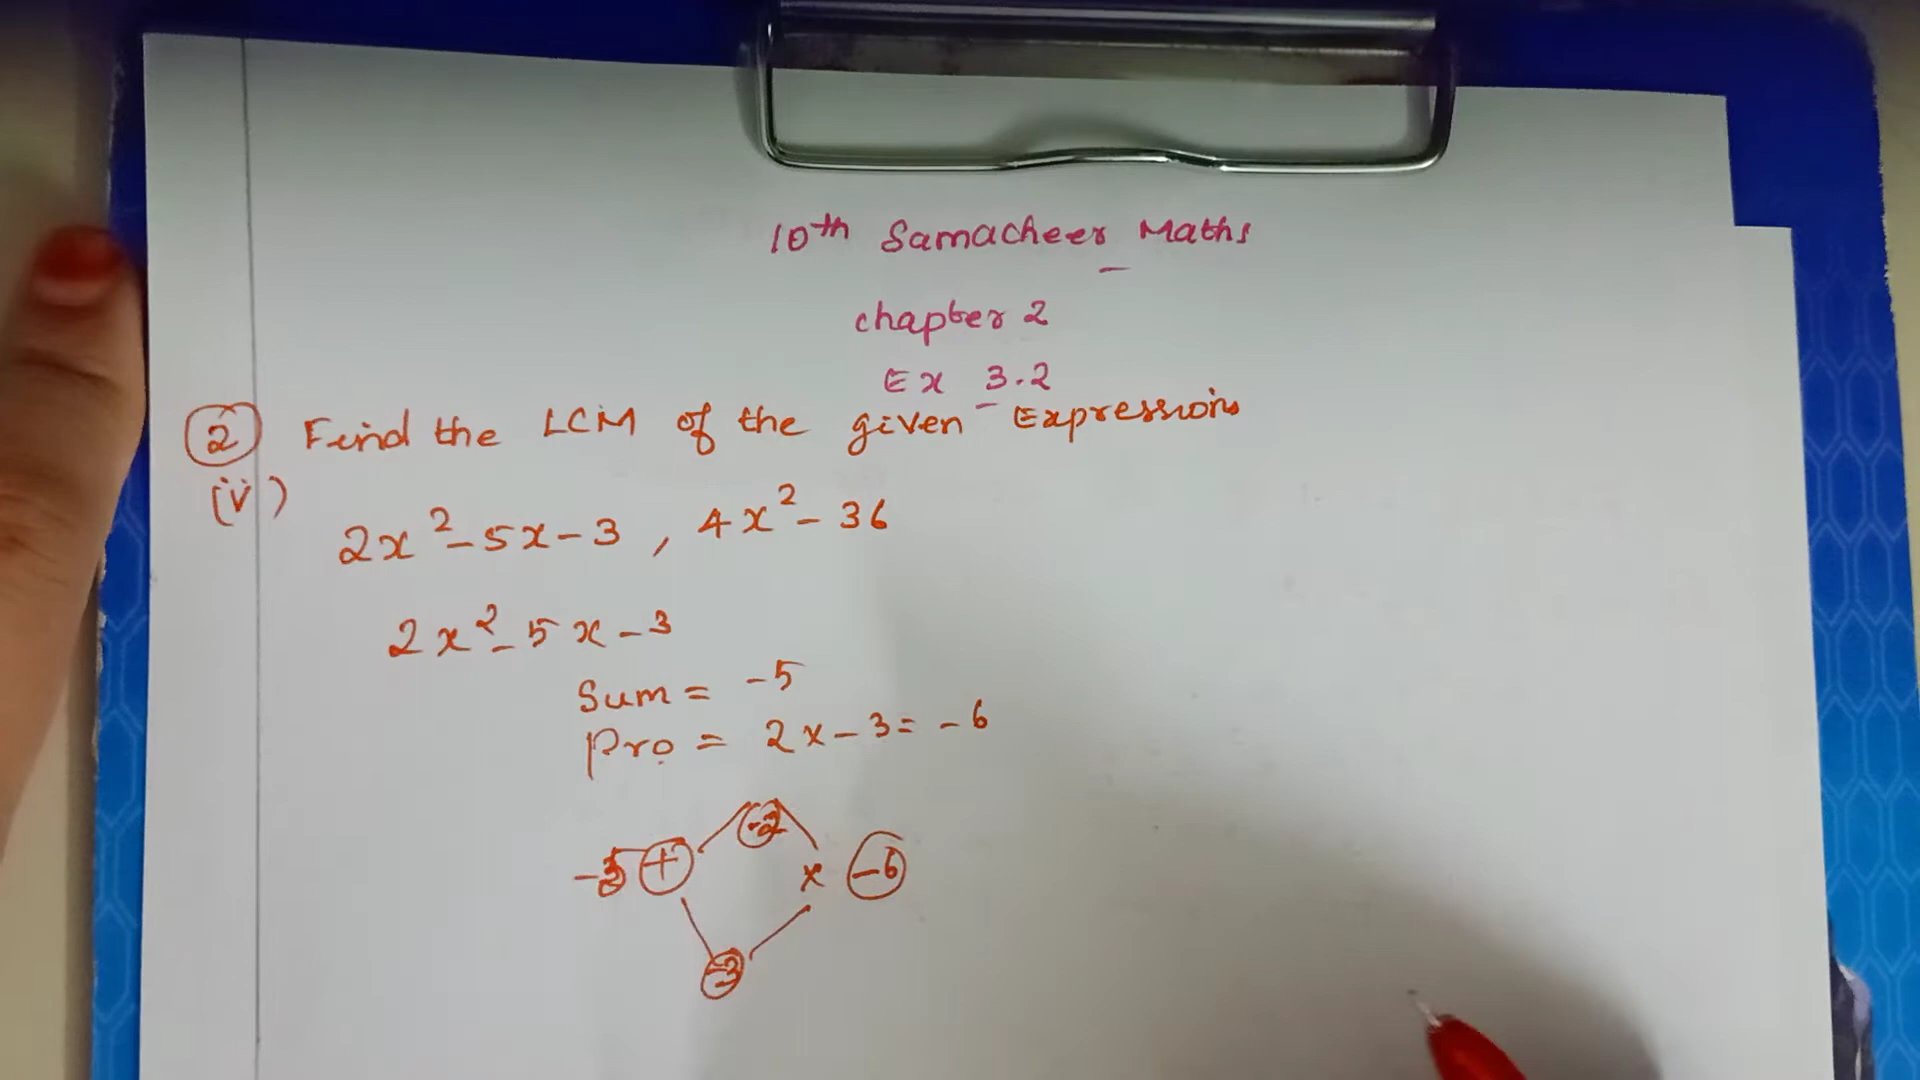 10th Samacheer Maths
chapter 2
Ex 3.2
② Find the LCM of the given Expressions
(iv)
2x² - 5x - 3 , 4x² - 36
2x² - 5x - 3
Sum = -5
Pro = 2x - 3 = - 6
-2
-5 + x -6
-3